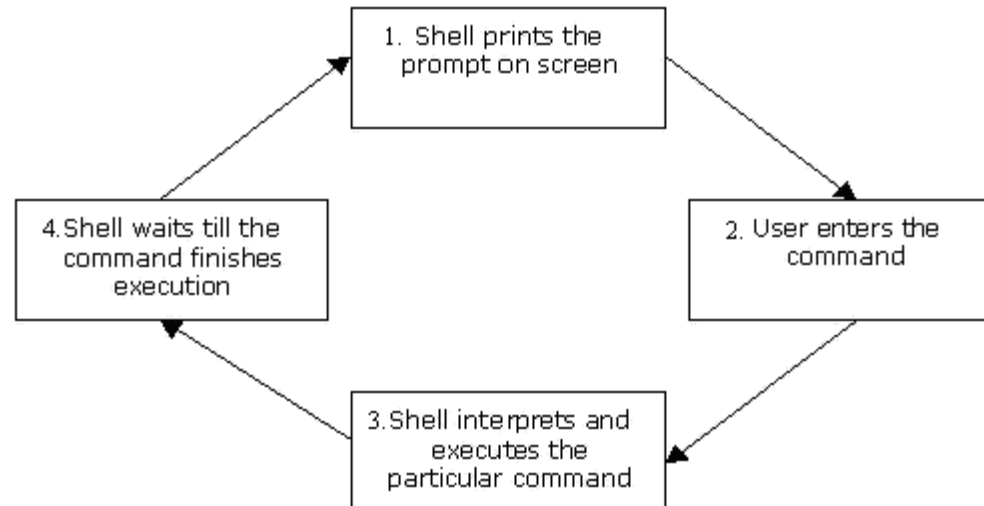 1. Shell prints the
prompt on screen
2. User enters the
command
3.Shell interprets and
executes the
particular command
4.Shell waits till the
command finishes
execution